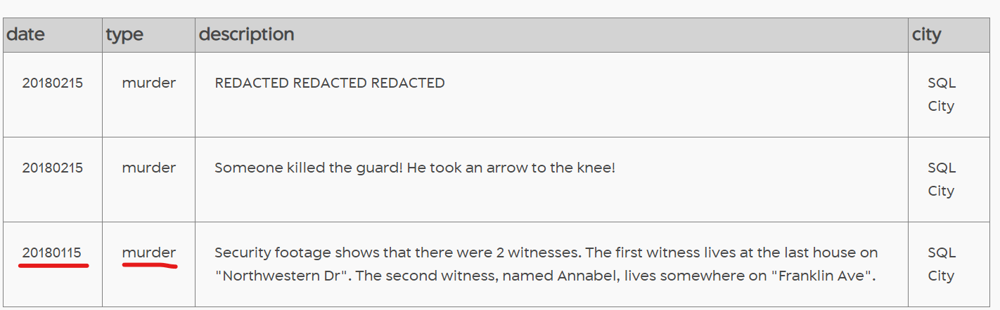 date type description city
20180215 murder REDACTED REDACTED REDACTED SQL
City
20180215 murder Someone killed the guard! He took an arrow to the knee! SQL
City
20180115 murder Security footage shows that there were 2 witnesses. The first witness lives at the last house on SQL
"Northwestern Dr". The second witness, named Annabel, lives somewhere on "Franklin Ave". City